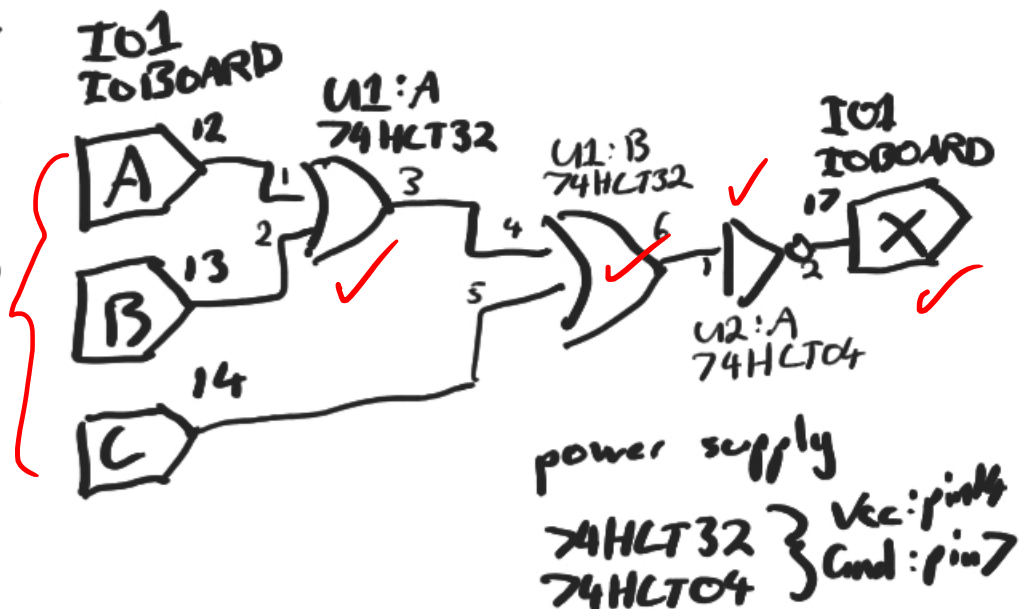 IO1
IOBOARD
A
12
B
13
C
14
U1:A
74HCT32
1
2
3
U1:B
74HCT32
4
5
6
1
2
U2:A
74HCT04
IO1
IOBOARD
17
X
power supply
74HCT32
74HCT04
Vcc:pin14
Gnd:pin7